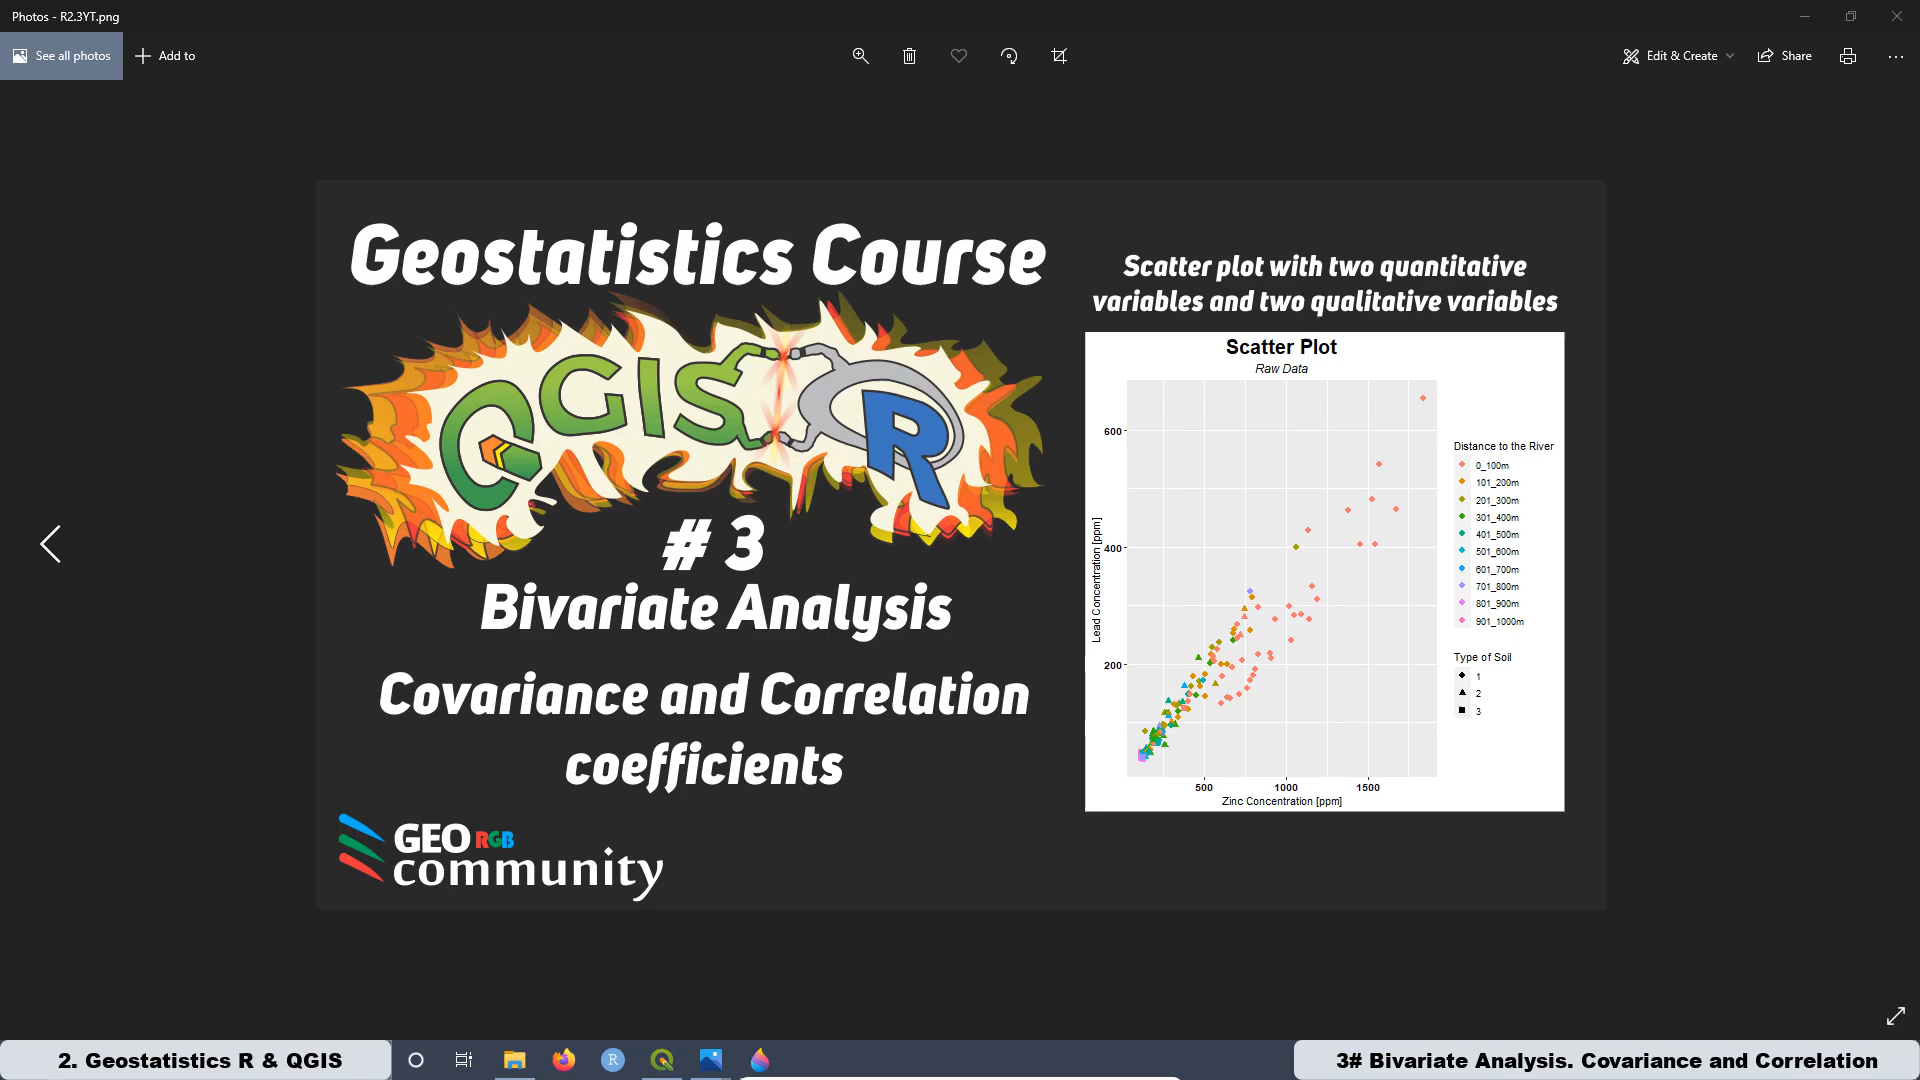 Photos - R2.3YT.png
See all photos
Add to
Edit & Create
Share
Geostatistics Course
QGIS R
# 3
Bivariate Analysis
Covariance and Correlation
coefficients
GEO RGB
community
Scatter plot with two quantitative
variables and two qualitative variables
Scatter Plot
Raw Data
Lead Concentration [ppm]
600
400
200
500 1000 1500
Zinc Concentration [ppm]
Distance to the River
0_100m
101_200m
201_300m
301_400m
401_500m
501_600m
601_700m
701_800m
801_900m
901_1000m
Type of Soil
1
2
3
2. Geostatistics R & QGIS
R
3# Bivariate Analysis. Covariance and Correlation